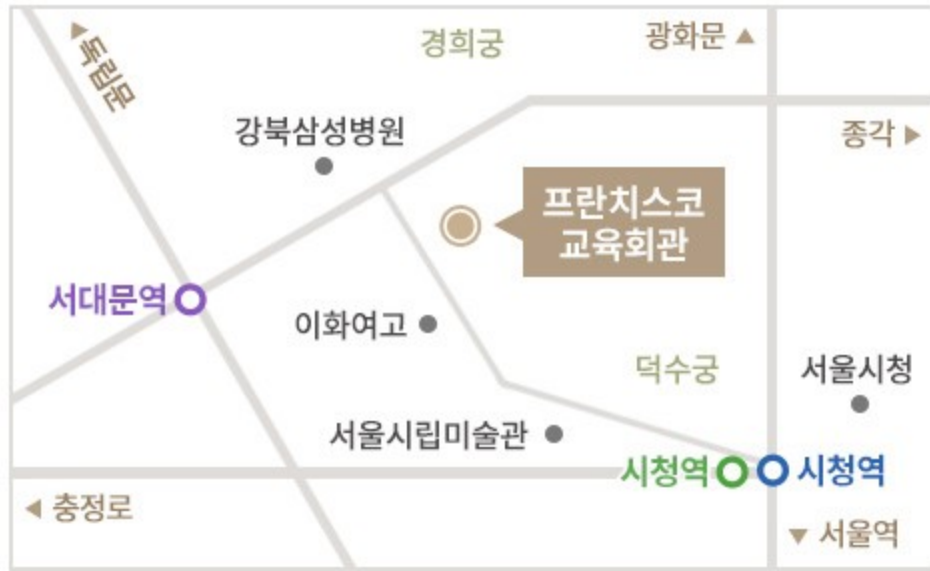 독립문
경희궁
광화문 ▲
강북삼성병원
종각 ▶
프란치스코
교육회관
서대문역
이화여고
덕수궁
서울시청
서울시립미술관
시청역
시청역
◀ 충정로
▼ 서울역